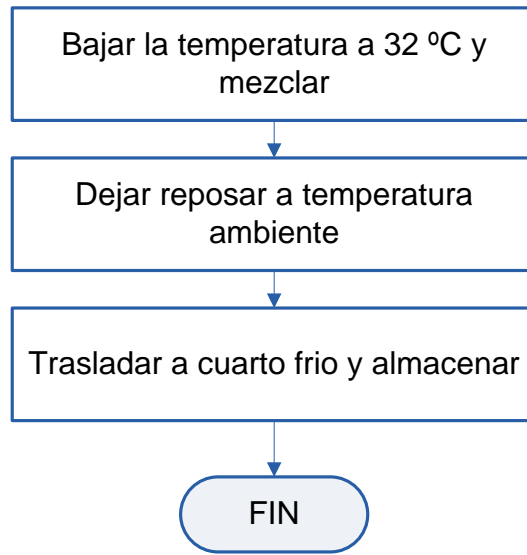 Bajar la temperatura a 32 ºC y
mezclar
Dejar reposar a temperatura
ambiente
Trasladar a cuarto frio y almacenar
FIN